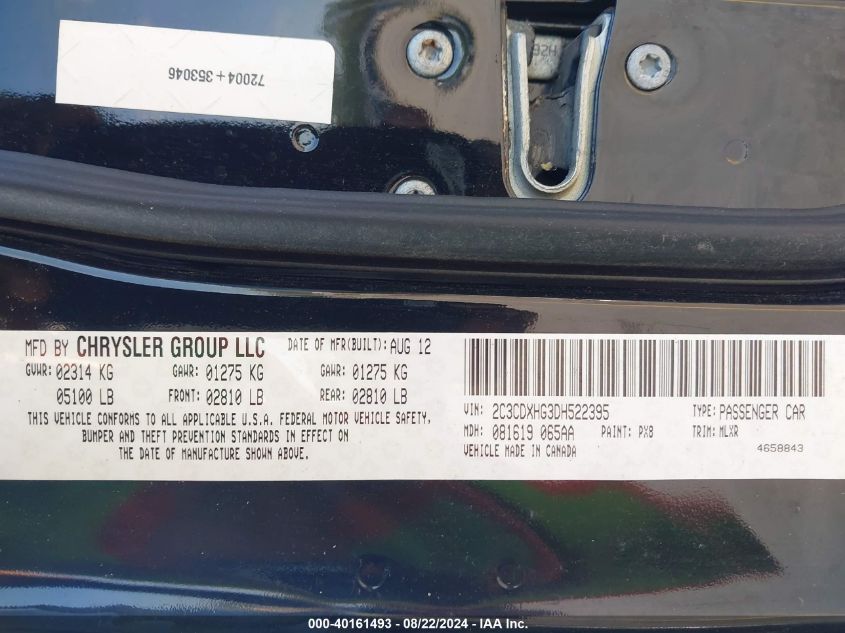 72004+353046
92H
MFD BY CHRYSLER GROUP LLC DATE OF MFR(BUILT): AUG 12
GVWR: 02314 KG GAWR: 01275 KG GAWR: 01275 KG
05100 LB FRONT: 02810 LB REAR: 02810 LB
THIS VEHICLE CONFORMS TO ALL APPLICABLE U.S.A. FEDERAL MOTOR VEHICLE SAFETY,
BUMPER AND THEFT PREVENTION STANDARDS IN EFFECT ON
THE DATE OF MANUFACTURE SHOWN ABOVE.
VIN: 2C3CDXHG3DH522395 TYPE: PASSENGER CAR
MDH: 081619 065AA PAINT: PXB TRIM: MLXR
VEHICLE MADE IN CANADA 4658843
000-40161493 - 08/22/2024 - IAA Inc.